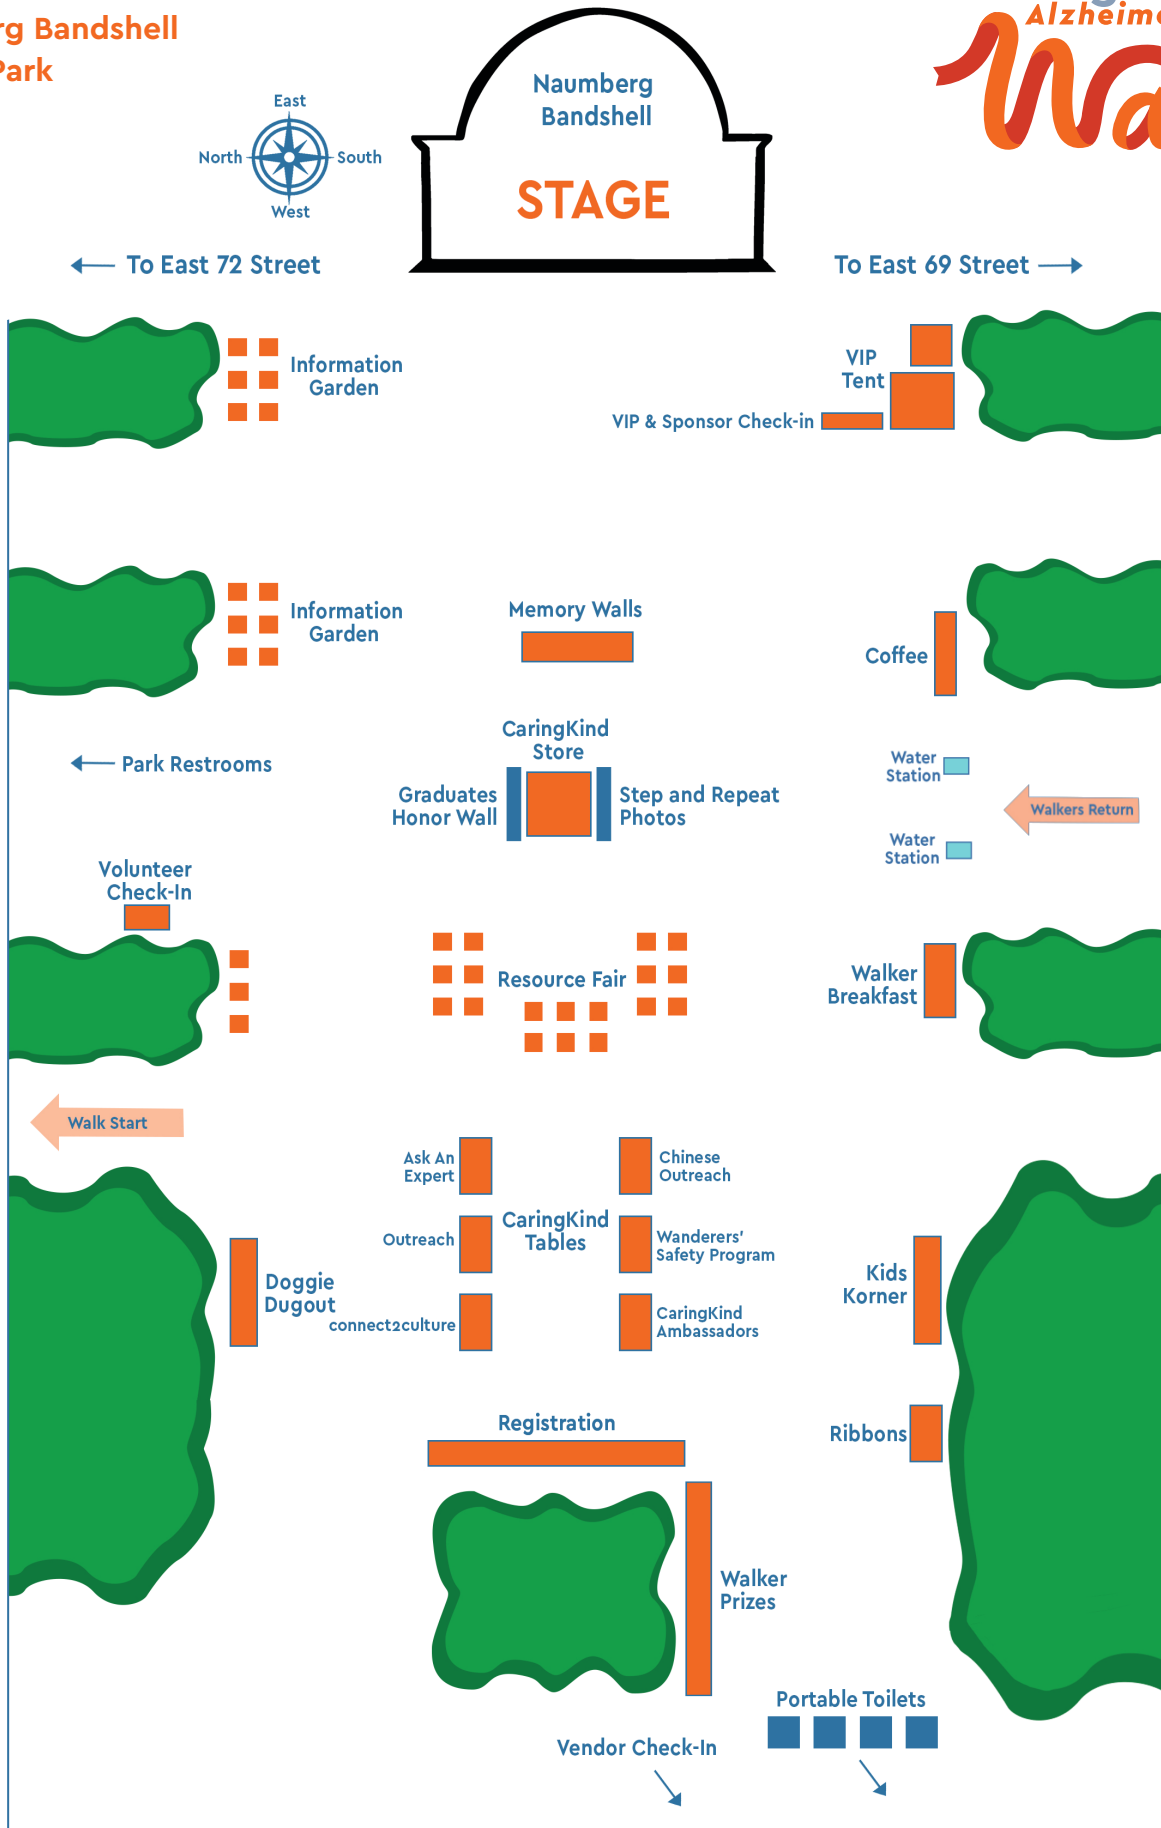 rg Bandshell
Park
Alzheim
Wa
East
North
South
West
Naumberg
Bandshell
STAGE
To East 72 Street
To East 69 Street
Information
Garden
VIP
Tent
VIP & Sponsor Check-in
Information
Garden
Memory Walls
Coffee
CaringKind
Store
Park Restrooms
Graduates
Honor Wall
Step and Repeat
Photos
Water
Station
Walkers Return
Water
Station
Volunteer
Check-In
Resource Fair
Walker
Breakfast
Walk Start
Ask An
Expert
Chinese
Outreach
CaringKind
Tables
Outreach
Wanderers'
Safety Program
Doggie
Dugout
Kids
Korner
connect2culture
CaringKind
Ambassadors
Registration
Ribbons
Walker
Prizes
Portable Toilets
Vendor Check-In